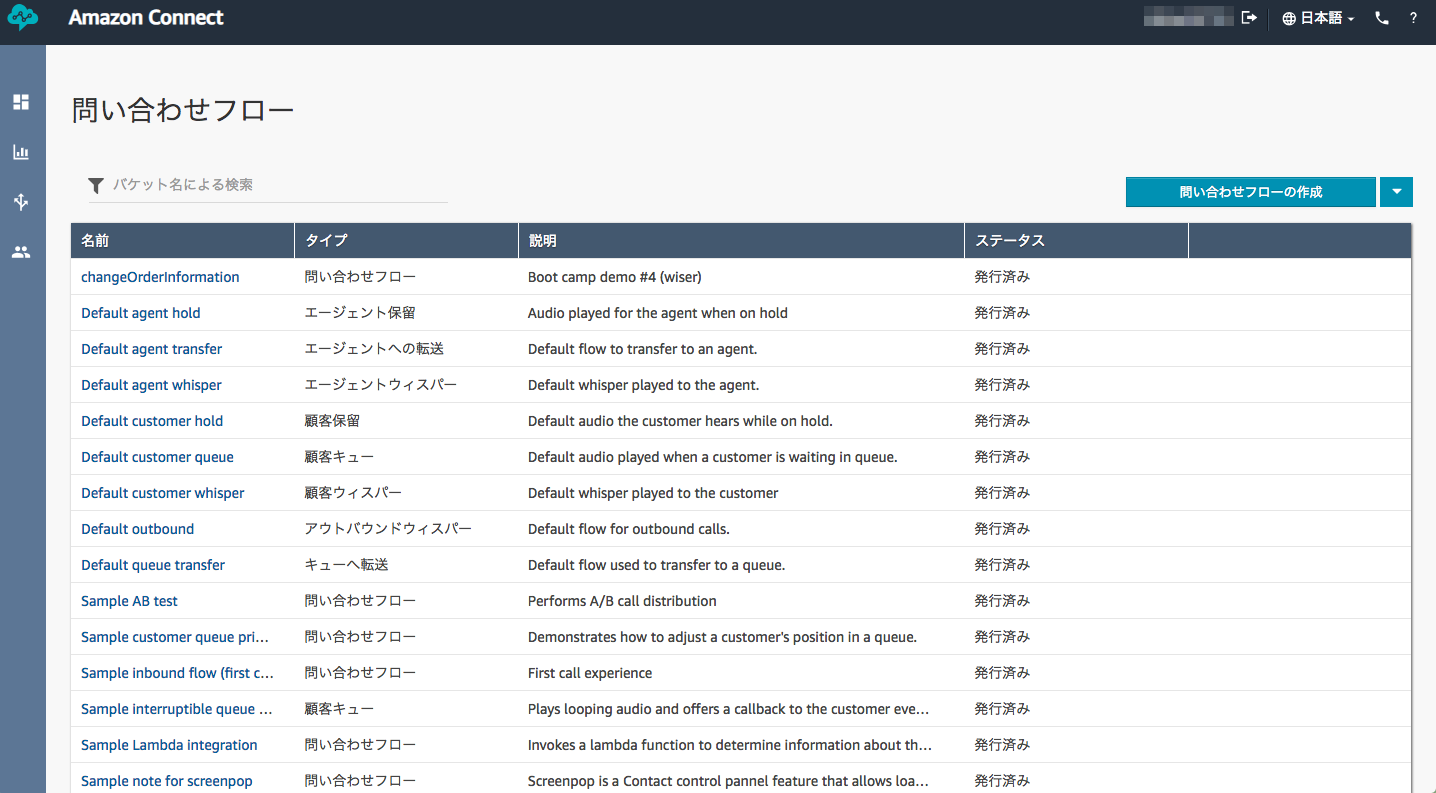 Amazon Connect
日本語
?
問い合わせフロー
バケット名による検索
問い合わせフローの作成
名前 タイプ 説明 ステータス
changeOrderInformation 問い合わせフロー Boot camp demo #4 (wiser) 発行済み
Default agent hold エージェント保留 Audio played for the agent when on hold 発行済み
Default agent transfer エージェントへの転送 Default flow to transfer to an agent. 発行済み
Default agent whisper エージェントウィスパー Default whisper played to the agent. 発行済み
Default customer hold 顧客保留 Default audio the customer hears while on hold. 発行済み
Default customer queue 顧客キュー Default audio played when a customer is waiting in queue. 発行済み
Default customer whisper 顧客ウィスパー Default whisper played to the customer 発行済み
Default outbound アウトバウンドウィスパー Default flow for outbound calls. 発行済み
Default queue transfer キューへ転送 Default flow used to transfer to a queue. 発行済み
Sample AB test 問い合わせフロー Performs A/B call distribution 発行済み
Sample customer queue pri... 問い合わせフロー Demonstrates how to adjust a customer's position in a queue. 発行済み
Sample inbound flow (first c... 問い合わせフロー First call experience 発行済み
Sample interruptible queue ... 顧客キュー Plays looping audio and offers a callback to the customer eve... 発行済み
Sample Lambda integration 問い合わせフロー Invokes a lambda function to determine information about th... 発行済み
Sample note for screenpop 問い合わせフロー Screenpop is a Contact control pannel feature that allows loa... 発行済み